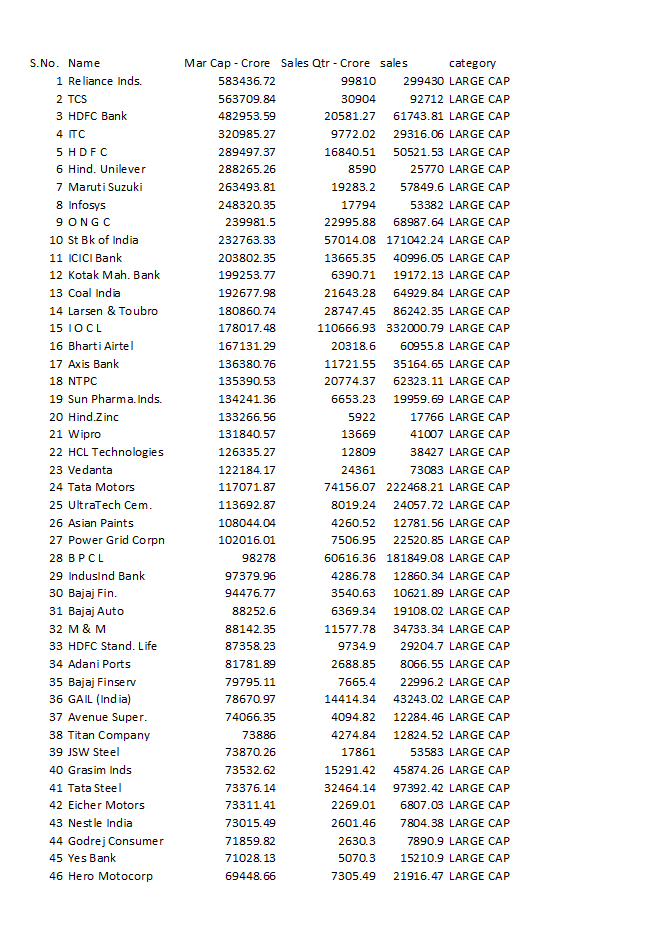 S.No. Name Mar Cap - Crore Sales Qtr - Crore sales category
1 Reliance Inds. 583436.72 99810 299430 LARGE CAP
2 TCS 563709.84 30904 92712 LARGE CAP
3 HDFC Bank 482953.59 20581.27 61743.81 LARGE CAP
4 ITC 320985.27 9772.02 29316.06 LARGE CAP
5 H D F C 289497.37 16840.51 50521.53 LARGE CAP
6 Hind. Unilever 288265.26 8590 25770 LARGE CAP
7 Maruti Suzuki 263493.81 19283.2 57849.6 LARGE CAP
8 Infosys 248320.35 17794 53382 LARGE CAP
9 O N G C 239981.5 22995.88 68987.64 LARGE CAP
10 St Bk of India 232763.33 57014.08 171042.24 LARGE CAP
11 ICICI Bank 203802.35 13665.35 40996.05 LARGE CAP
12 Kotak Mah. Bank 199253.77 6390.71 19172.13 LARGE CAP
13 Coal India 192677.98 21643.28 64929.84 LARGE CAP
14 Larsen & Toubro 180860.74 28747.45 86242.35 LARGE CAP
15 I O C L 178017.48 110666.93 332000.79 LARGE CAP
16 Bharti Airtel 167131.29 20318.6 60955.8 LARGE CAP
17 Axis Bank 136380.76 11721.55 35164.65 LARGE CAP
18 NTPC 135390.53 20774.37 62323.11 LARGE CAP
19 Sun Pharma.Inds. 134241.36 6653.23 19959.69 LARGE CAP
20 Hind.Zinc 133266.56 5922 17766 LARGE CAP
21 Wipro 131840.57 13669 41007 LARGE CAP
22 HCL Technologies 126335.27 12809 38427 LARGE CAP
23 Vedanta 122184.17 24361 73083 LARGE CAP
24 Tata Motors 117071.87 74156.07 222468.21 LARGE CAP
25 UltraTech Cem. 113692.87 8019.24 24057.72 LARGE CAP
26 Asian Paints 108044.04 4260.52 12781.56 LARGE CAP
27 Power Grid Corpn 102016.01 7506.95 22520.85 LARGE CAP
28 B P C L 98278 60616.36 181849.08 LARGE CAP
29 IndusInd Bank 97379.96 4286.78 12860.34 LARGE CAP
30 Bajaj Fin. 94476.77 3540.63 10621.89 LARGE CAP
31 Bajaj Auto 88252.6 6369.34 19108.02 LARGE CAP
32 M & M 88142.35 11577.78 34733.34 LARGE CAP
33 HDFC Stand. Life 87358.23 9734.9 29204.7 LARGE CAP
34 Adani Ports 81781.89 2688.85 8066.55 LARGE CAP
35 Bajaj Finserv 79795.11 7665.4 22996.2 LARGE CAP
36 GAIL (India) 78670.97 14414.34 43243.02 LARGE CAP
37 Avenue Super. 74066.35 4094.82 12284.46 LARGE CAP
38 Titan Company 73886 4274.84 12824.52 LARGE CAP
39 JSW Steel 73870.26 17861 53583 LARGE CAP
40 Grasim Inds 73532.62 15291.42 45874.26 LARGE CAP
41 Tata Steel 73376.14 32464.14 97392.42 LARGE CAP
42 Eicher Motors 73311.41 2269.01 6807.03 LARGE CAP
43 Nestle India 73015.49 2601.46 7804.38 LARGE CAP
44 Godrej Consumer 71859.82 2630.3 7890.9 LARGE CAP
45 Yes Bank 71028.13 5070.3 15210.9 LARGE CAP
46 Hero Motocorp 69448.66 7305.49 21916.47 LARGE CAP